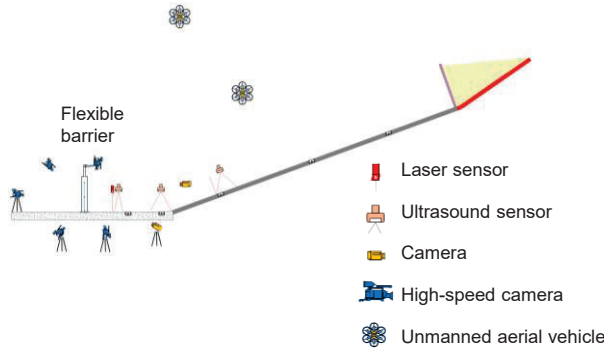 Flexible
barrier
Laser sensor
Ultrasound sensor
Camera
High-speed camera
Unmanned aerial vehicle